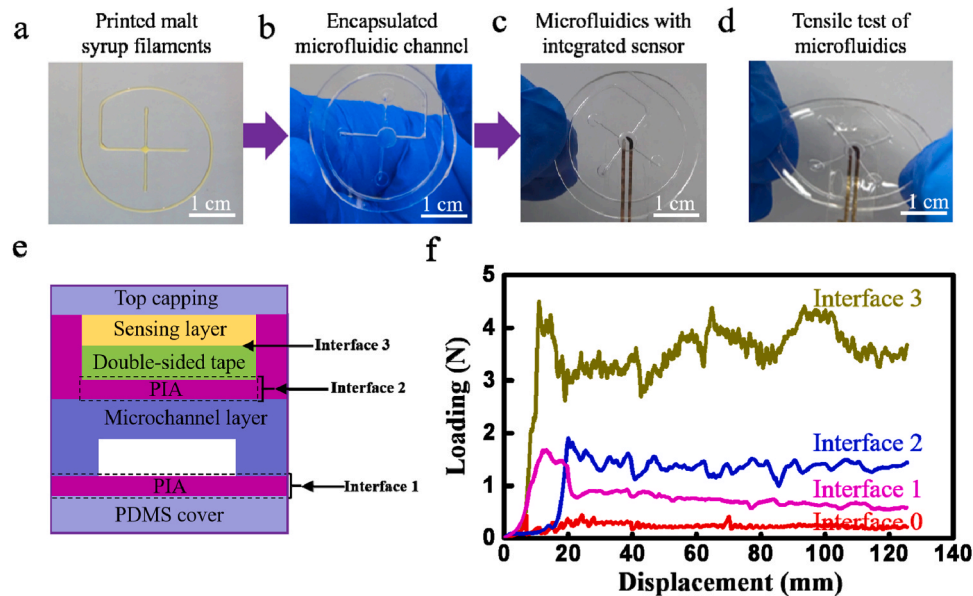 a
Printed malt
syrup filaments
b
Encapsulated
microfluidic channel
c
Microfluidics with
integrated sensor
d
Tensile test of
microfluidics
1 cm
1 cm
1 cm
1 cm
e
Top capping
Sensing layer
Double-sided tape
PIA
Microchannel layer
PIA
PDMS cover
Interface 3
Interface 2
Interface 1
f
Loading (N)
5
4
3
2
1
0
Interface 3
Interface 2
Interface 1
Interface 0
0 20 40 60 80 100 120 140
Displacement (mm)